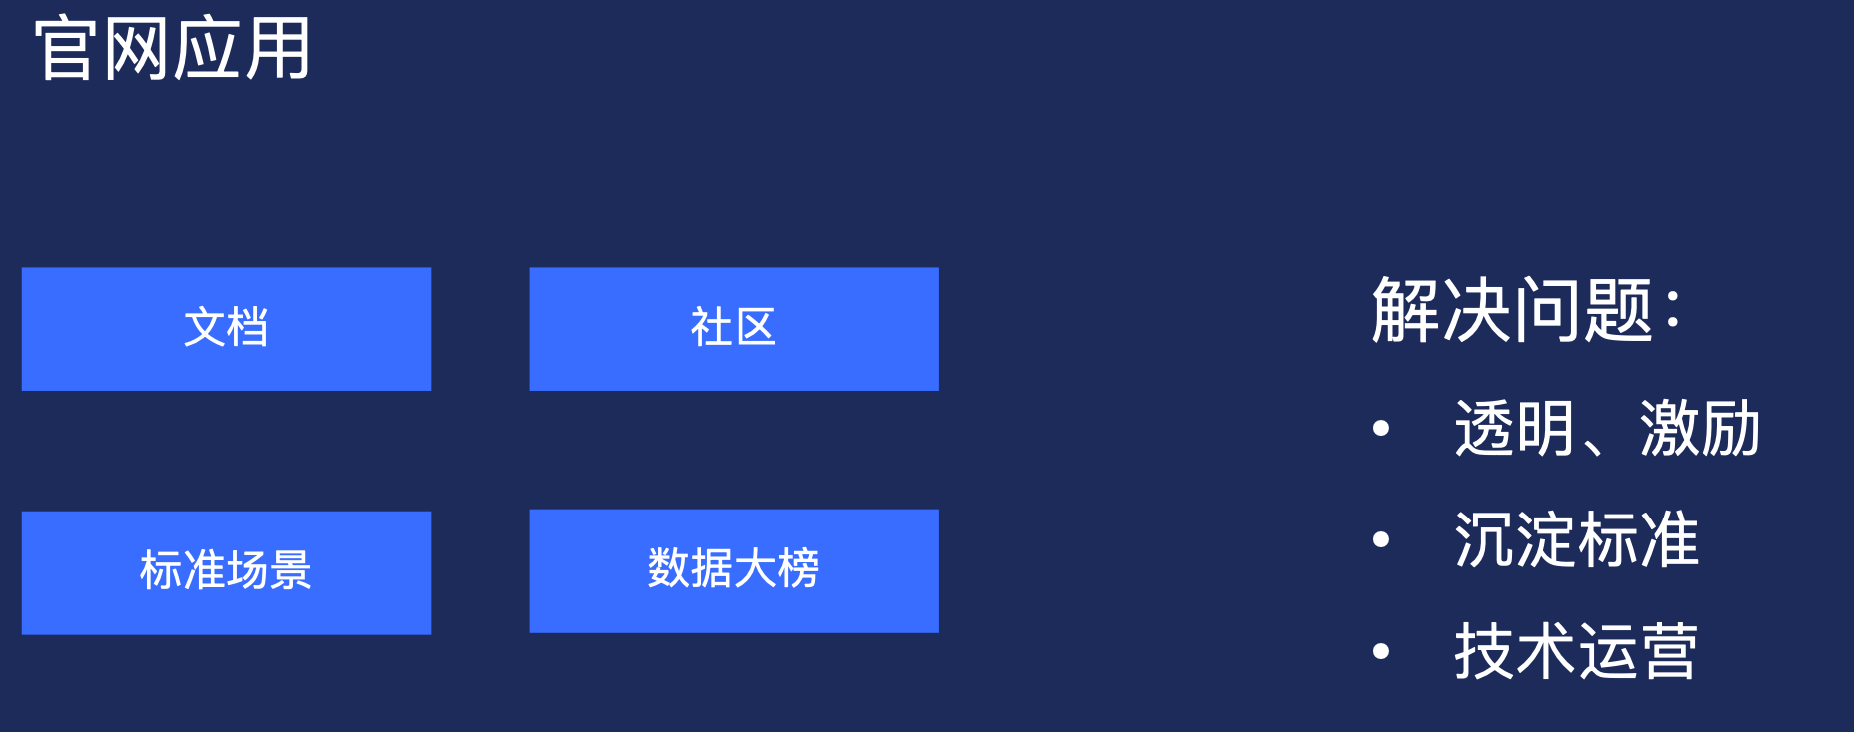 官网应用
文档
社区
标准场景
数据大榜
解决问题：
• 透明、激励
• 沉淀标准
• 技术运营